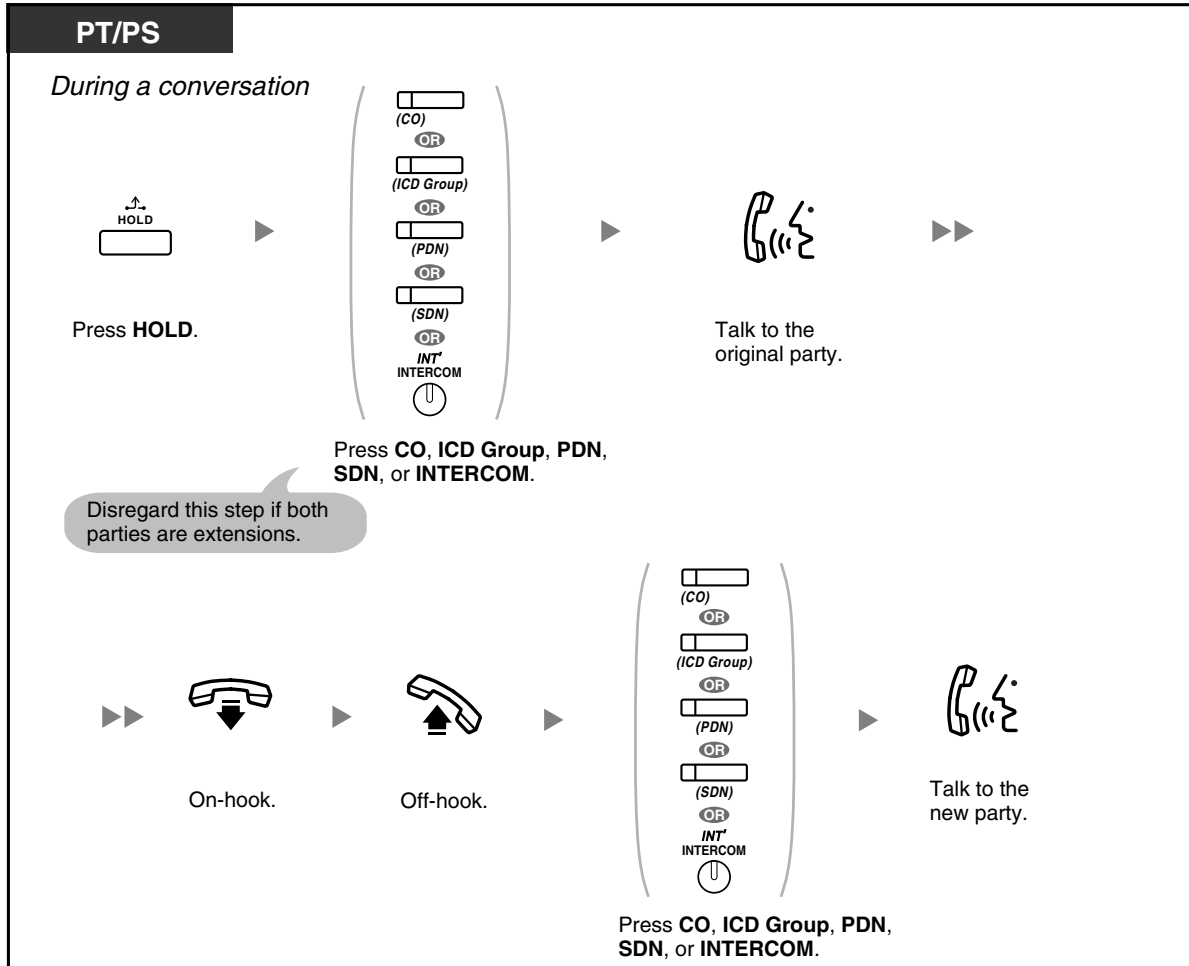 PT/PS
During a conversation
HOLD
Press HOLD.
(CO)
OR
(ICD Group)
OR
(PDN)
OR
(SDN)
OR
INT'
INTERCOM
Press CO, ICD Group, PDN,
SDN, or INTERCOM.
Disregard this step if both
parties are extensions.
Talk to the
original party.
On-hook.
Off-hook.
(CO)
OR
(ICD Group)
OR
(PDN)
OR
(SDN)
OR
INT'
INTERCOM
Press CO, ICD Group, PDN,
SDN, or INTERCOM.
Talk to the
new party.